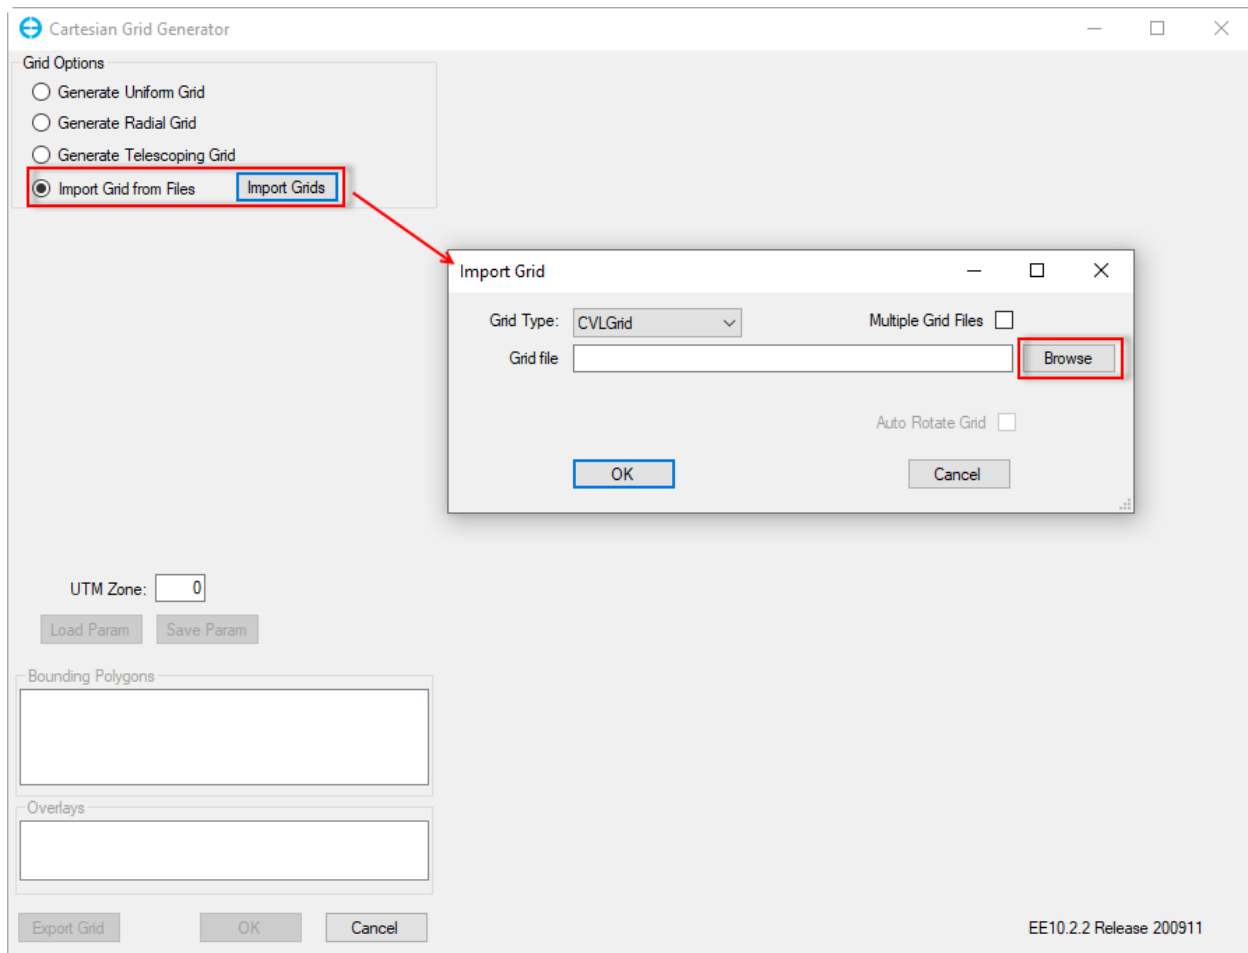 Cartesian Grid Generator
Grid Options
Generate Uniform Grid
Generate Radial Grid
Generate Telescoping Grid
Import Grid from Files Import Grids
Import Grid
Grid Type: CVLGrid Multiple Grid Files
Grid file Browse
Auto Rotate Grid
OK Cancel
UTM Zone: 0
Load Param Save Param
Bounding Polygons
Overlays
Export Grid OK Cancel EE10.2.2 Release 200911